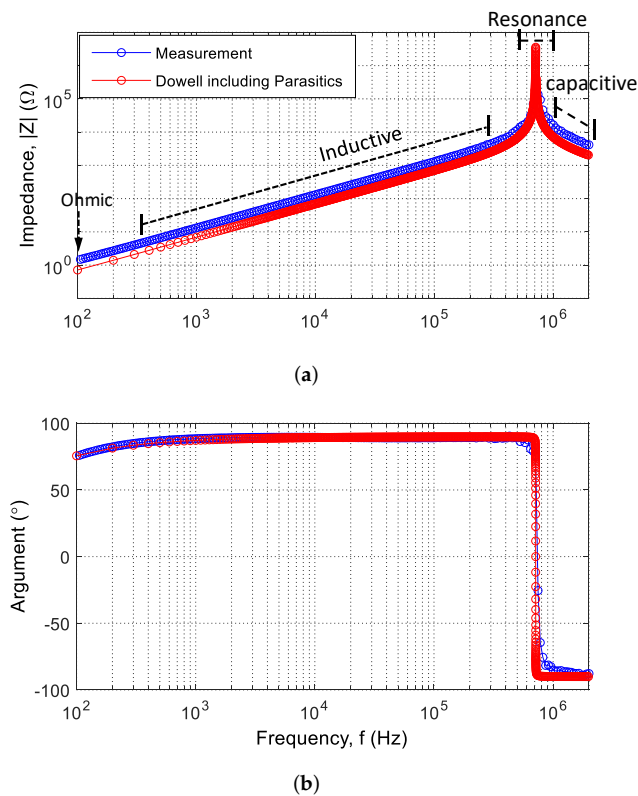 Resonance
Measurement
Dowell including Parasitics
capacitive
Inductive
Ohmic
Impedance, |Z| (Ω)
10^5
10^0
10^2 10^3 10^4 10^5 10^6
(a)
100
50
0
-50
-100
Argument (°)
10^2 10^3 10^4 10^5 10^6
Frequency, f (Hz)
(b)